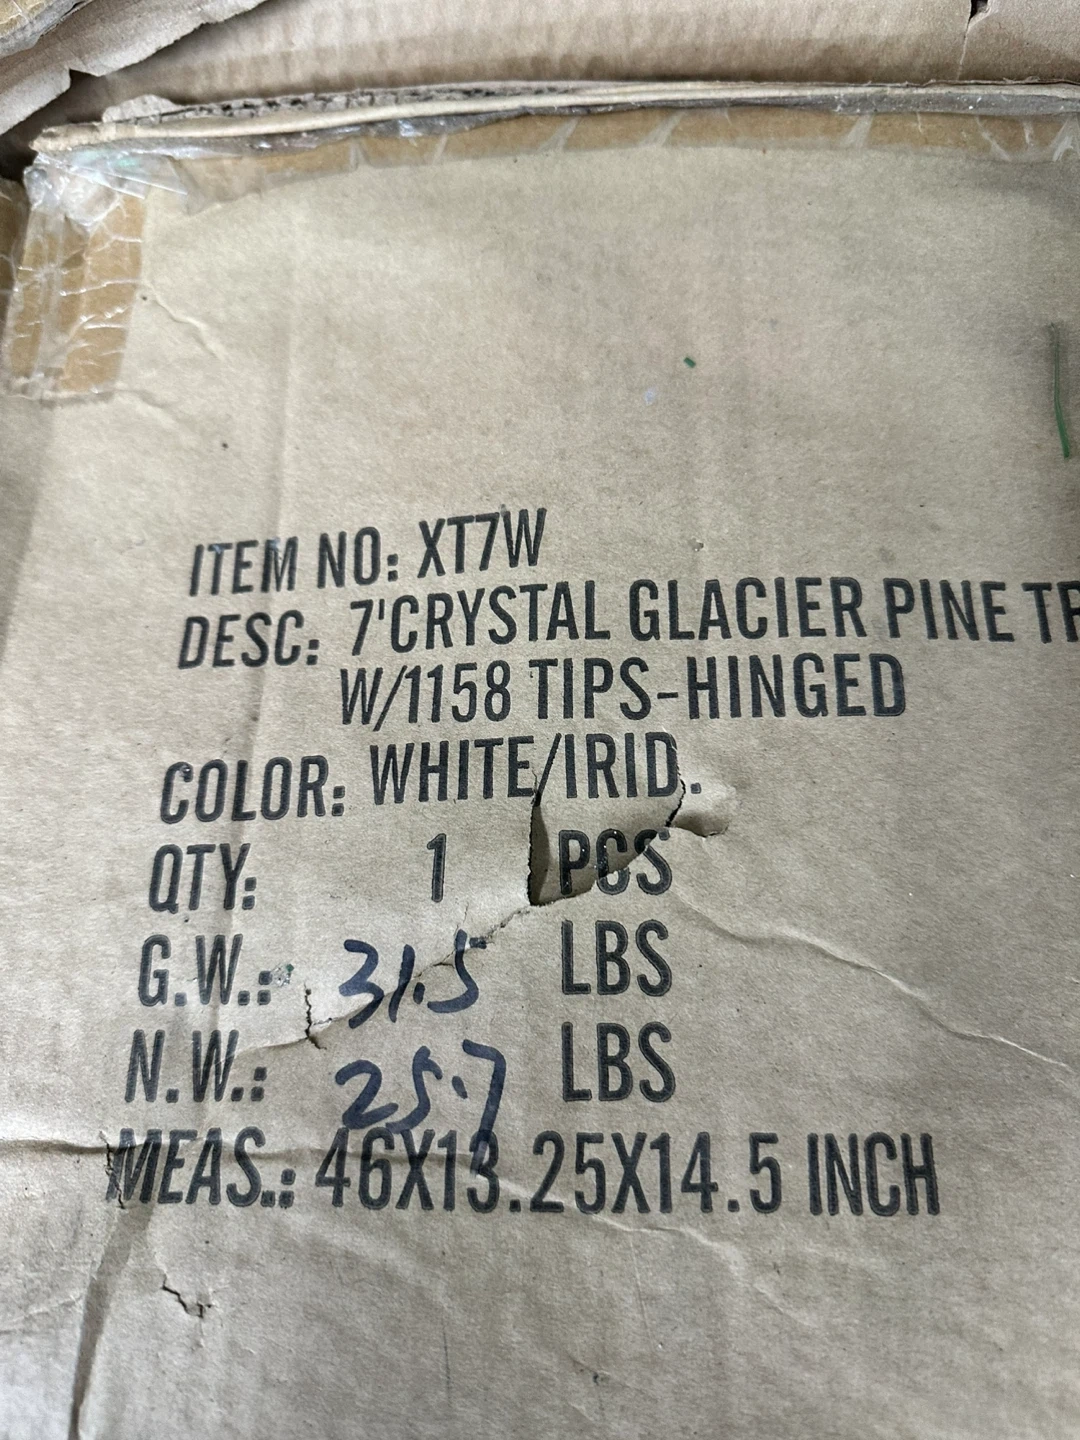 ITEM NO: XT7W
DESC: 7'CRYSTAL GLACIER PINE
W/1158 TIPS-HINGED
COLOR: WHITE/IRID.
QTY: 1 PCS
G.W.: 31.5 LBS
N.W.: 25.7 LBS
MEAS.: 46X13.25X14.5 INCH